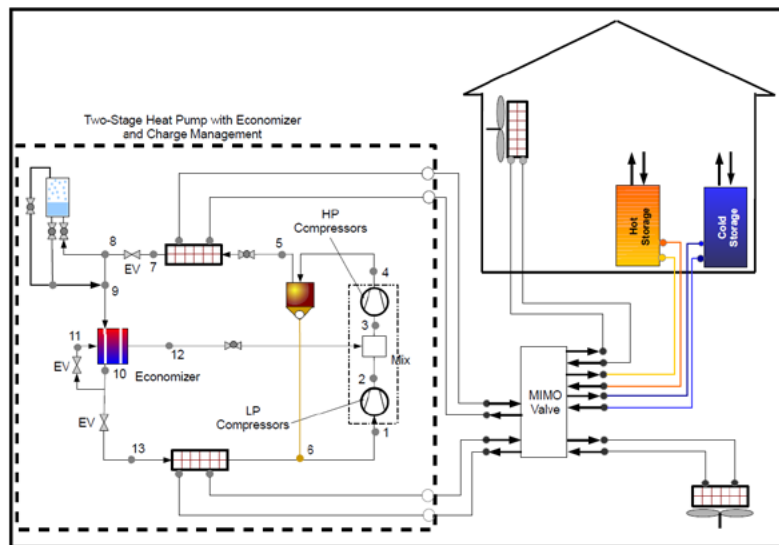 Two-Stage Heat Pump with Economizer
and Charge Management
HP
Compressors
Hot
Storage
Cold
Storage
8
EV
7
5
4
9
3
11
12
Mix
10
Economizer
2
EV
LP
Compressors
MIMO
Valve
EV
1
13
6